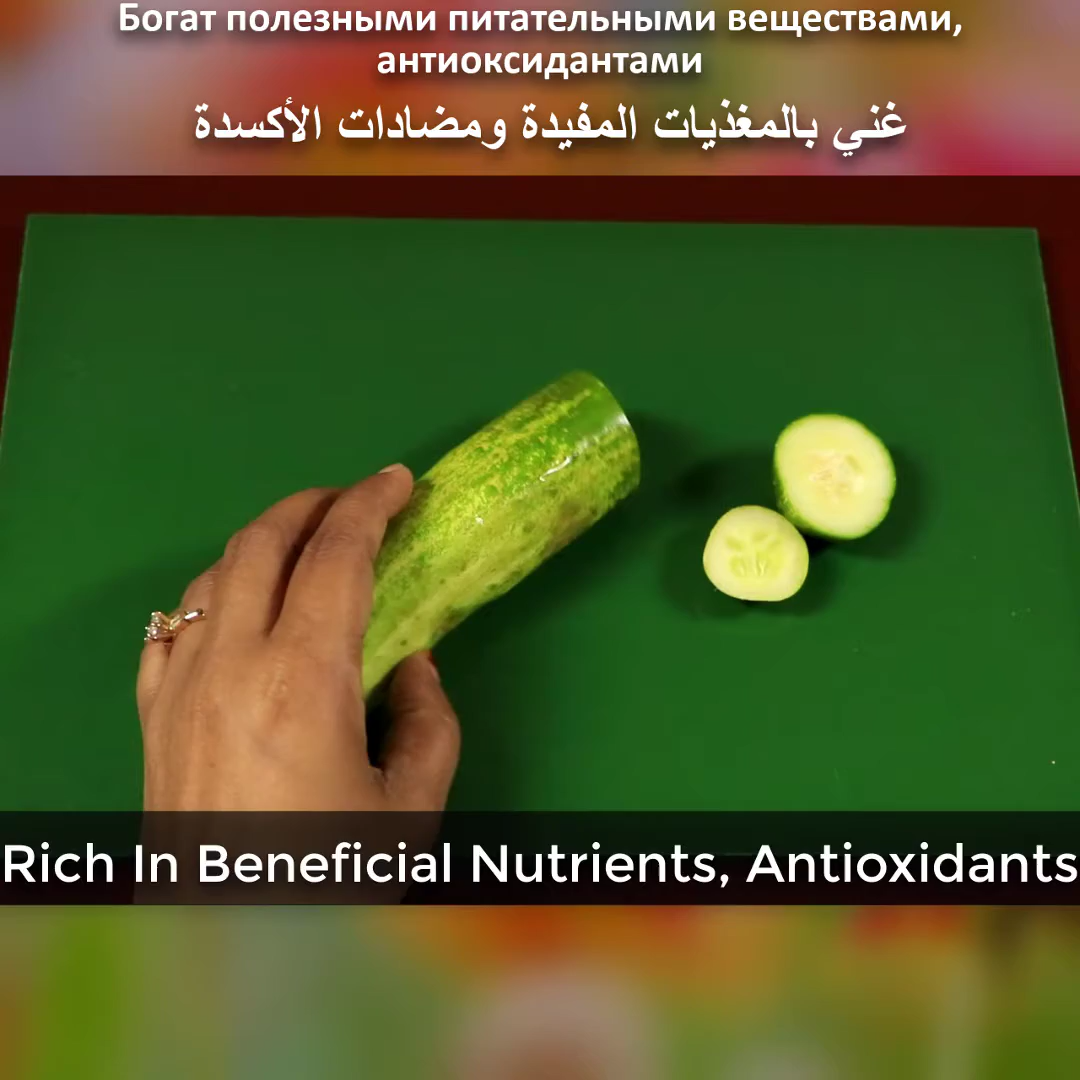 Богат полезными питательными веществами,
антиоксидантами
غني بالمغذيات المفيدة ومضادات الأكسدة
Rich In Beneficial Nutrients, Antioxidants